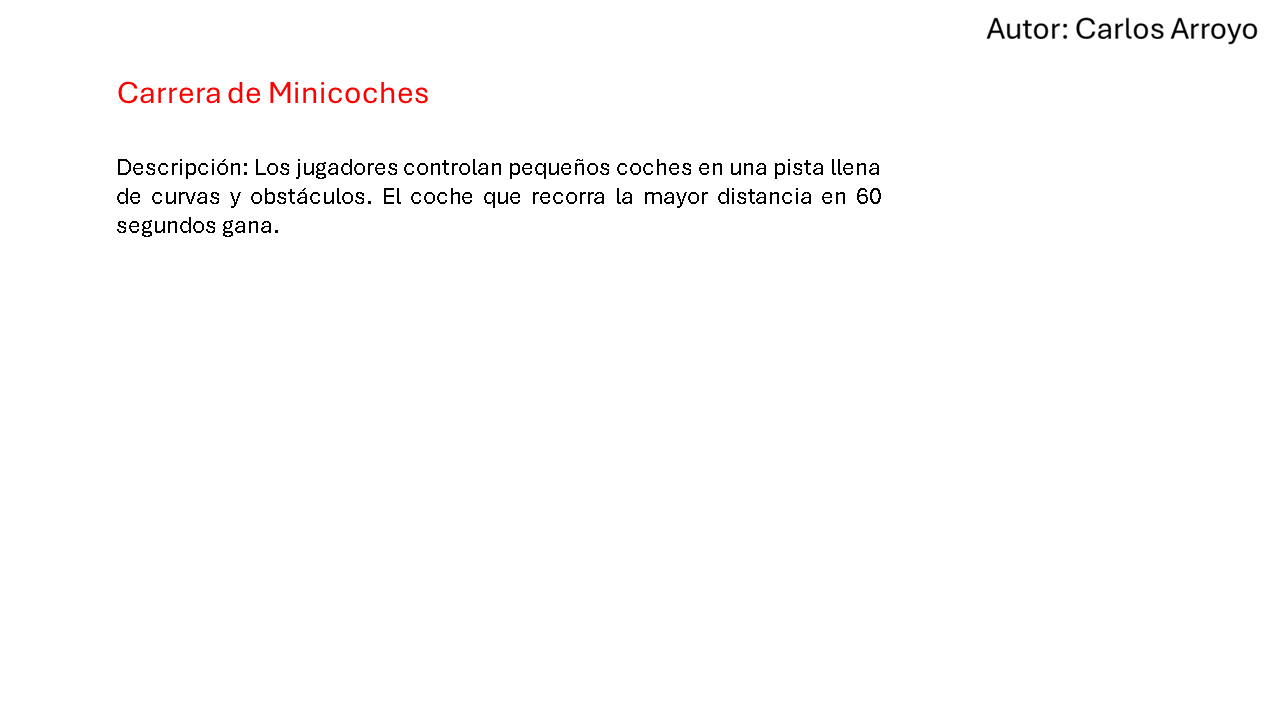 Autor: Carlos Arroyo
Carrera de Minicoches
Descripción: Los jugadores controlan pequeños coches en una pista llena
de curvas y obstáculos. El coche que recorra la mayor distancia en 60
segundos gana.